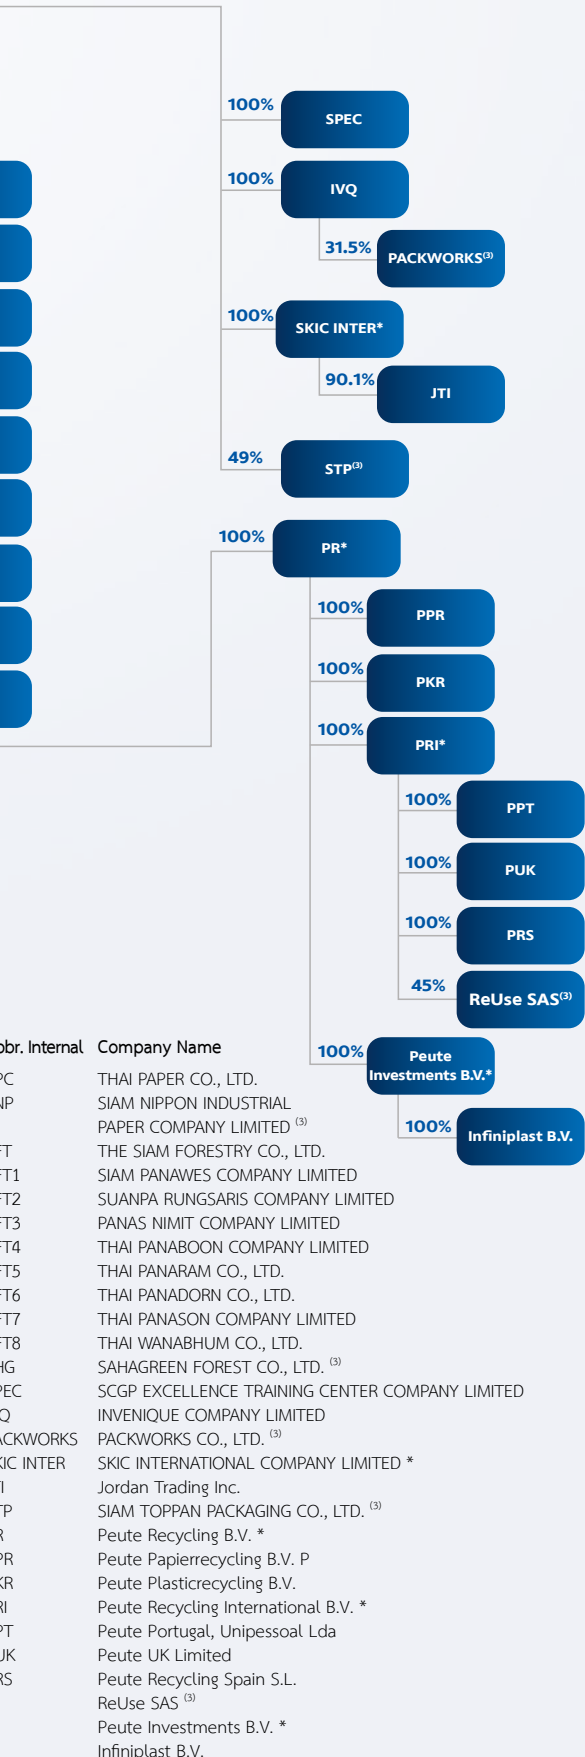 100%
SPEC
100%
IVQ
31.5%
PACKWORKS(3)
100%
SKIC INTER*
90.1%
JTI
49%
STP(3)
100%
PR*
100%
PPR
100%
PKR
100%
PRI*
100%
PPT
100%
PUK
100%
PRS
45%
ReUse SAS(3)
100%
Peute
Investments B.V.*
100%
Infiniplast B.V.
Internal Company Name
THAI PAPER CO., LTD.
SIAM NIPPON INDUSTRIAL
PAPER COMPANY LIMITED (3)
THE SIAM FORESTRY CO., LTD.
SIAM PANAWES COMPANY LIMITED
SUANPA RUNGSARIS COMPANY LIMITED
PANAS NIMIT COMPANY LIMITED
THAI PANABOON COMPANY LIMITED
THAI PANARAM CO., LTD.
THAI PANADORN CO., LTD.
THAI PANASON COMPANY LIMITED
THAI WANABHUM CO., LTD.
SAHAGREEN FOREST CO., LTD. (3)
SCGP EXCELLENCE TRAINING CENTER COMPANY LIMITED
INVENIQUE COMPANY LIMITED
PACKWORKS CO., LTD. (3)
INTER SKIC INTERNATIONAL COMPANY LIMITED *
Jordan Trading Inc.
SIAM TOPPAN PACKAGING CO., LTD. (3)
Peute Recycling B.V. *
Peute Papierrecycling B.V. P
Peute Plasticrecycling B.V.
Peute Recycling International B.V. *
Peute Portugal, Unipessoal Lda
Peute UK Limited
Peute Recycling Spain S.L.
ReUse SAS (3)
Peute Investments B.V. *
Infiniplast B.V.